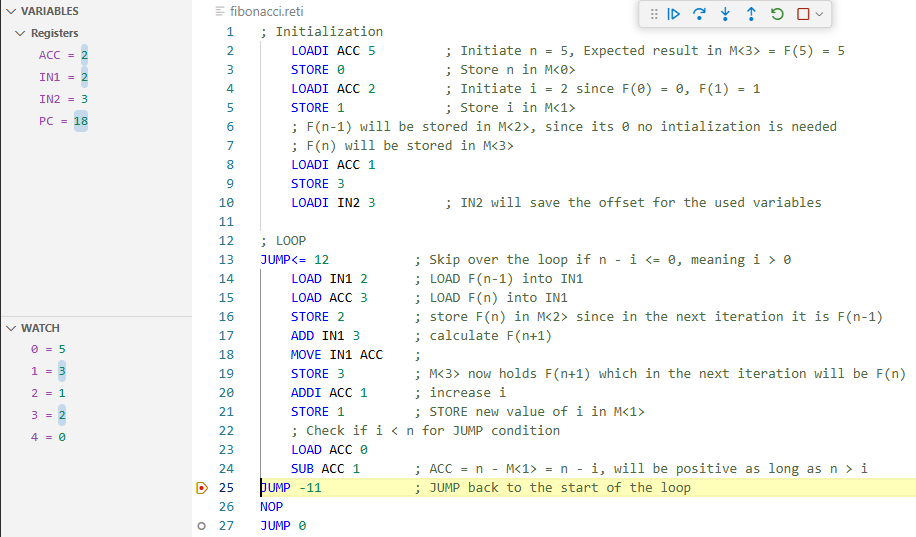 VARIABLES
Registers
ACC = 2
IN1 = 2
IN2 = 3
PC = 18
WATCH
0 = 5
1 = 3
2 = 1
3 = 2
4 = 0
fibonacci.reti
1 ; Initialization
2 LOADI ACC 5 ; Initiate n = 5, Expected result in M<3> = F(5) = 5
3 STORE 0 ; Store n in M<0>
4 LOADI ACC 2 ; Initiate i = 2 since F(0) = 0, F(1) = 1
5 STORE 1 ; Store i in M<1>
6 ; F(n-1) will be stored in M<2>, since its 0 no intialization is needed
7 ; F(n) will be stored in M<3>
8 LOADI ACC 1
9 STORE 3
10 LOADI IN2 3 ; IN2 will save the offset for the used variables
11
12 ; LOOP
13 JUMP<= 12 ; Skip over the loop if n - i <= 0, meaning i > 0
14 LOAD IN1 2 ; LOAD F(n-1) into IN1
15 LOAD ACC 3 ; LOAD F(n) into IN1
16 STORE 2 ; store F(n) in M<2> since in the next iteration it is F(n-1)
17 ADD IN1 3 ; calculate F(n+1)
18 MOVE IN1 ACC ;
19 STORE 3 ; M<3> now holds F(n+1) which in the next iteration will be F(n)
20 ADDI ACC 1 ; increase i
21 STORE 1 ; STORE new value of i in M<1>
22 ; Check if i < n for JUMP condition
23 LOAD ACC 0
24 SUB ACC 1 ; ACC = n - M<1> = n - i, will be positive as long as n > i
25 JUMP -11 ; JUMP back to the start of the loop
26 NOP
27 JUMP 0